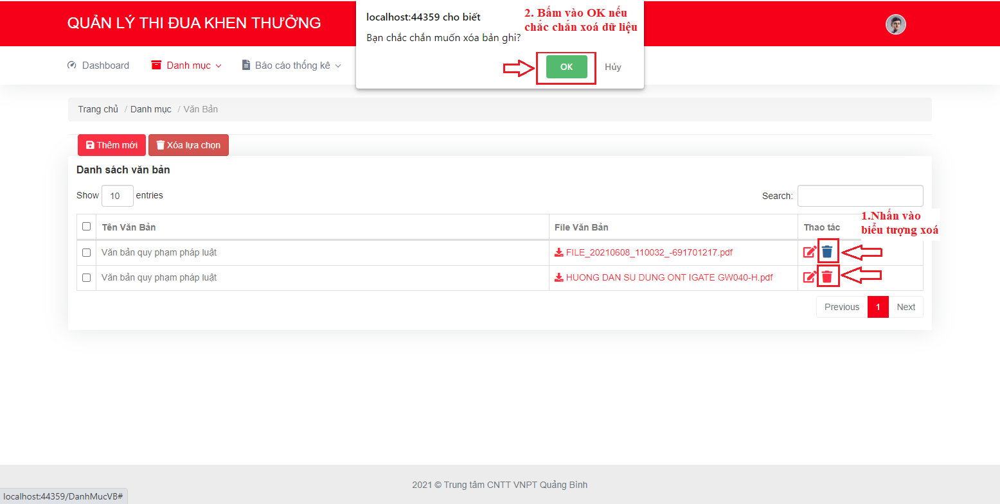 QUẢN LÝ THI ĐUA KHEN THƯỞNG
localhost:44359 cho biết
Bạn chắc chắn muốn xóa bản ghi?
OK
Hủy
2. Bấm vào OK nếu
chắc chắn xoá dữ liệu
Dashboard
Danh mục
Báo cáo thống kê
Trang chủ / Danh mục / Văn Bản
Thêm mới
Xóa lựa chọn
Danh sách văn bản
Show 10 entries
Search:
1.Nhấn vào
biểu tượng xoá
Tên Văn Bản
File Văn Bản
Thao tác
Văn bản quy phạm pháp luật
FILE_20210608_110032_-691701217.pdf
Văn bản quy phạm pháp luật
HUONG DAN SU DUNG ONT IGATE GW040-H.pdf
Previous
1
Next
2021 © Trung tâm CNTT VNPT Quảng Bình
localhost:44359/DanhMucVB#